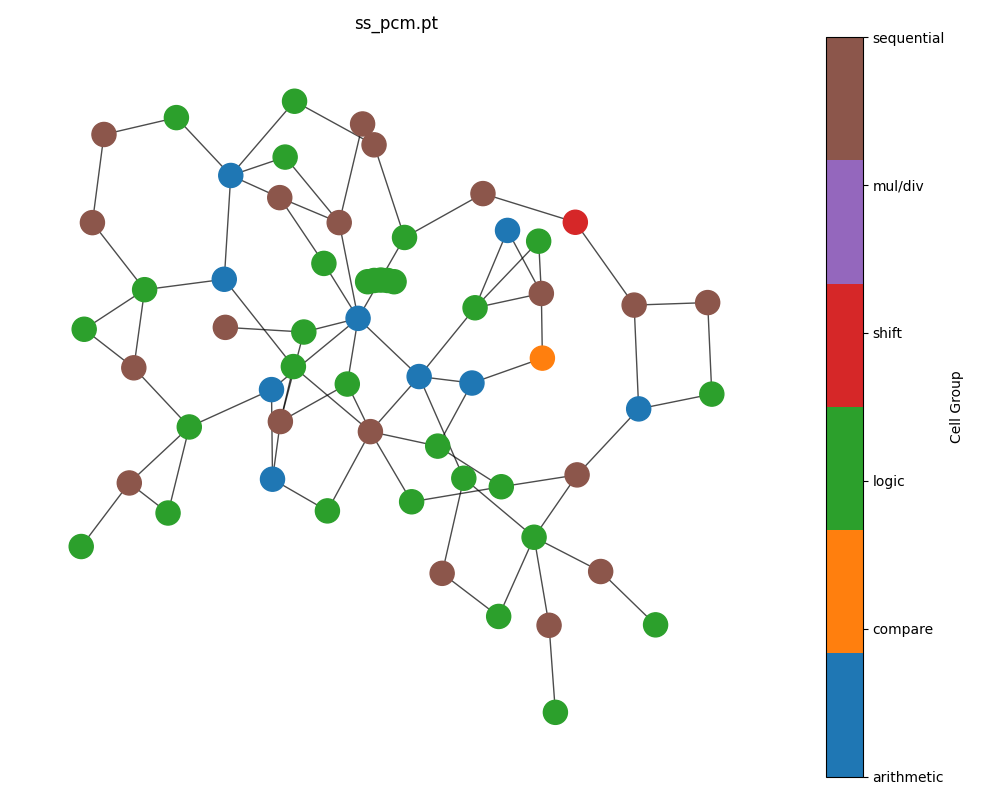 ss_pcm.pt
sequential
mul/div
shift
logic
compare
arithmetic
Cell Group